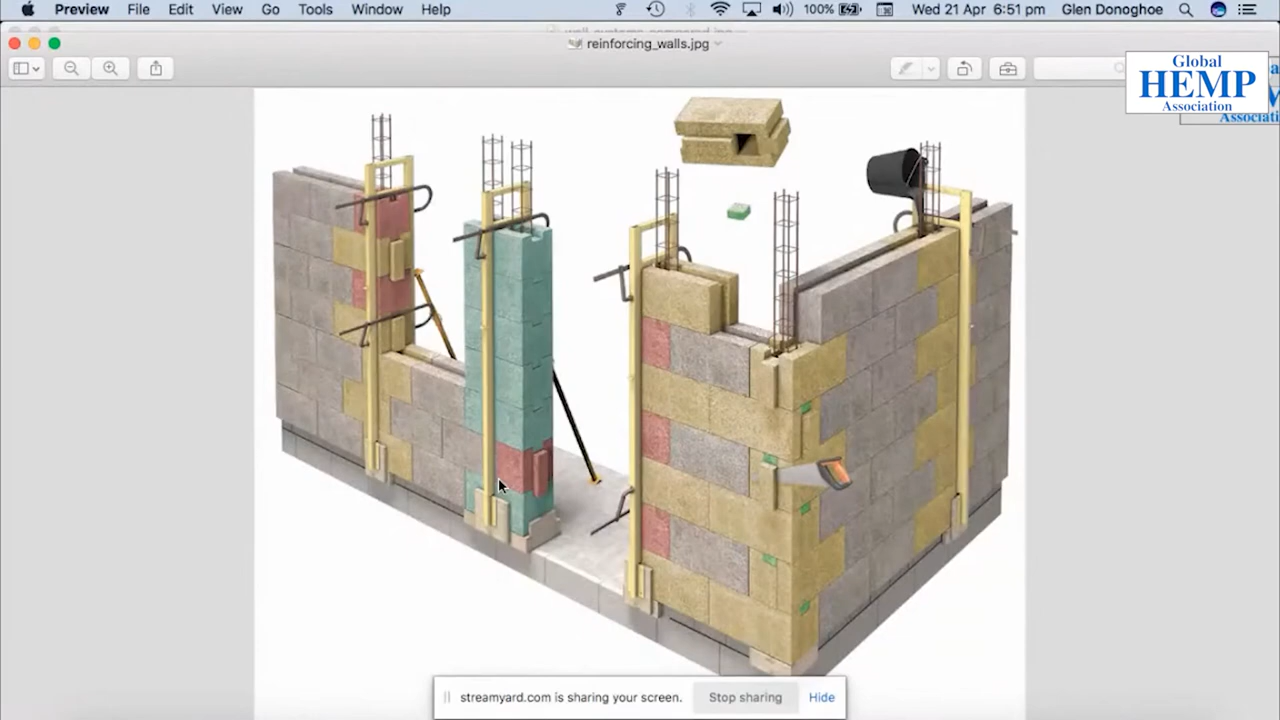 Preview File Edit View Go Tools Window Help 100% Wed 21 Apr 6:51 pm Glen Donoghoe
reinforcing_walls.jpg
Global
HEMP
Association
Associati
streamyard.com is sharing your screen. Stop sharing Hide